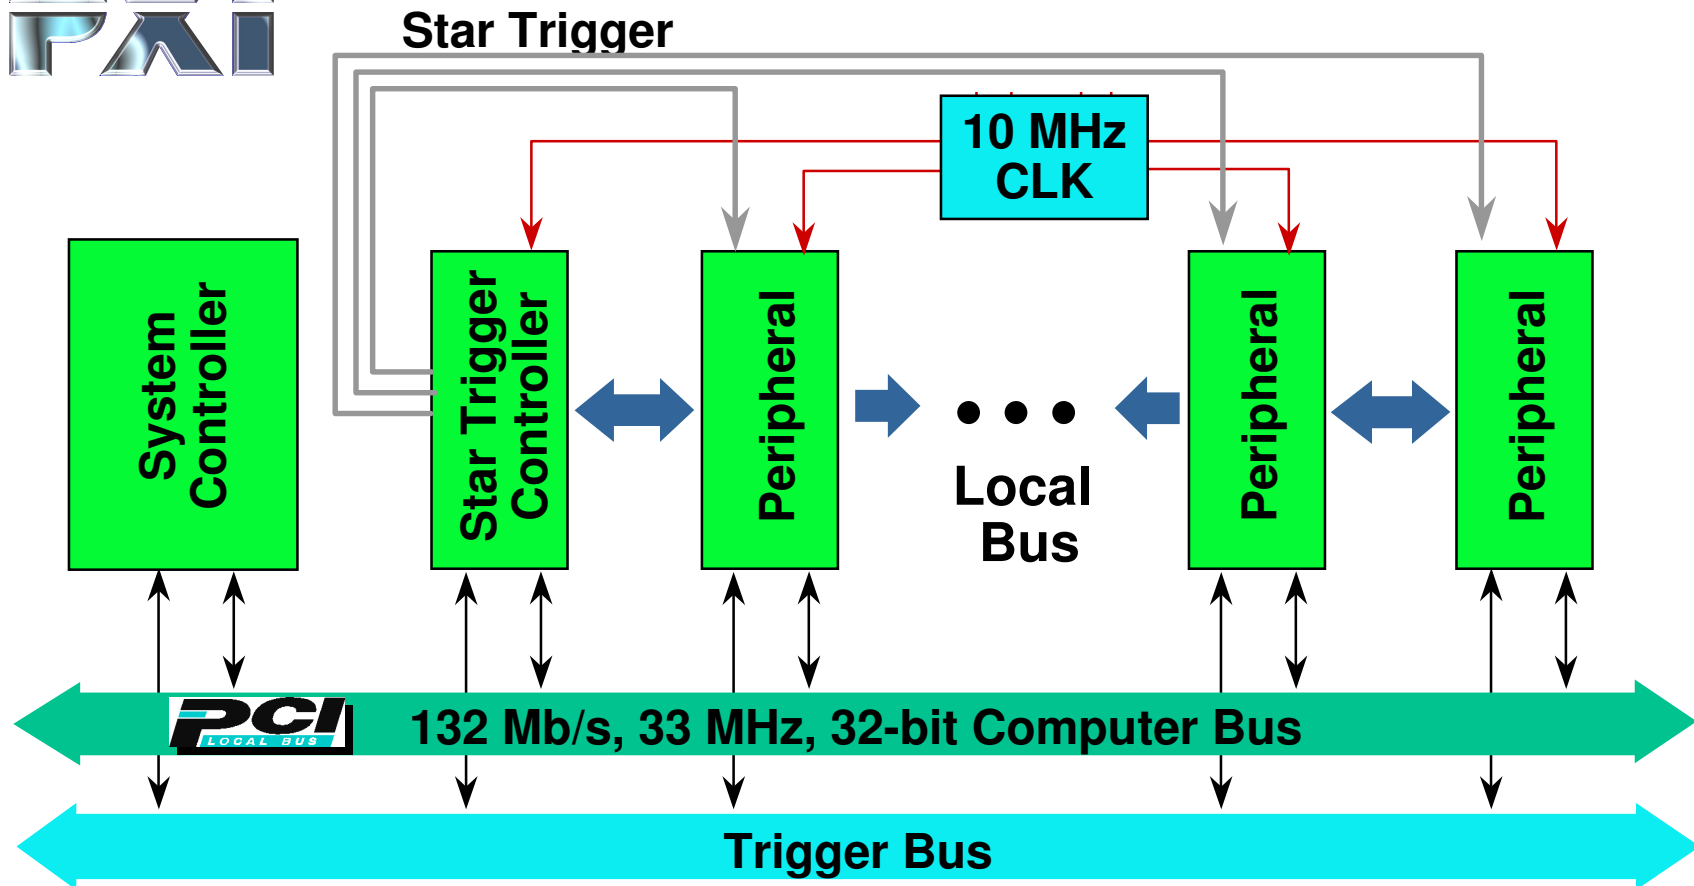 PXI
Star Trigger
10 MHz
CLK
System
Controller
Star Trigger
Controller
Peripheral
Local
Bus
Peripheral
Peripheral
PCI
LOCAL BUS
132 Mb/s, 33 MHz, 32-bit Computer Bus
Trigger Bus